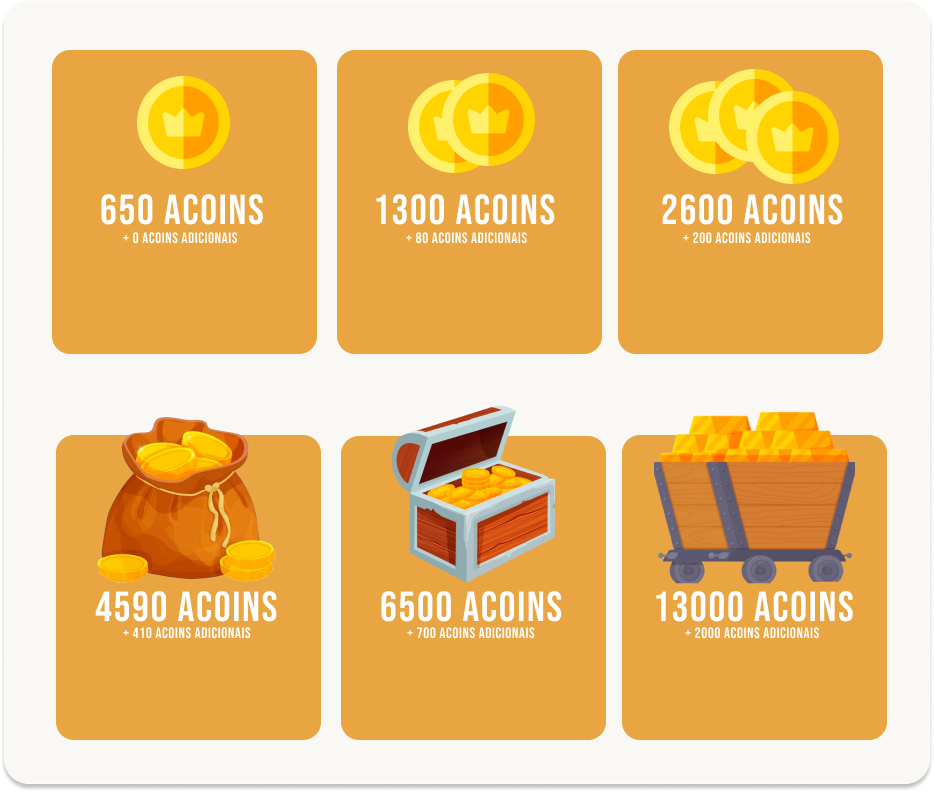 650 ACOINS
+ 0 ACOINS ADICIONAIS
1300 ACOINS
+ 80 ACOINS ADICIONAIS
2600 ACOINS
+ 200 ACOINS ADICIONAIS
4590 ACOINS
+ 410 ACOINS ADICIONAIS
6500 ACOINS
+ 700 ACOINS ADICIONAIS
13000 ACOINS
+ 2000 ACOINS ADICIONAIS